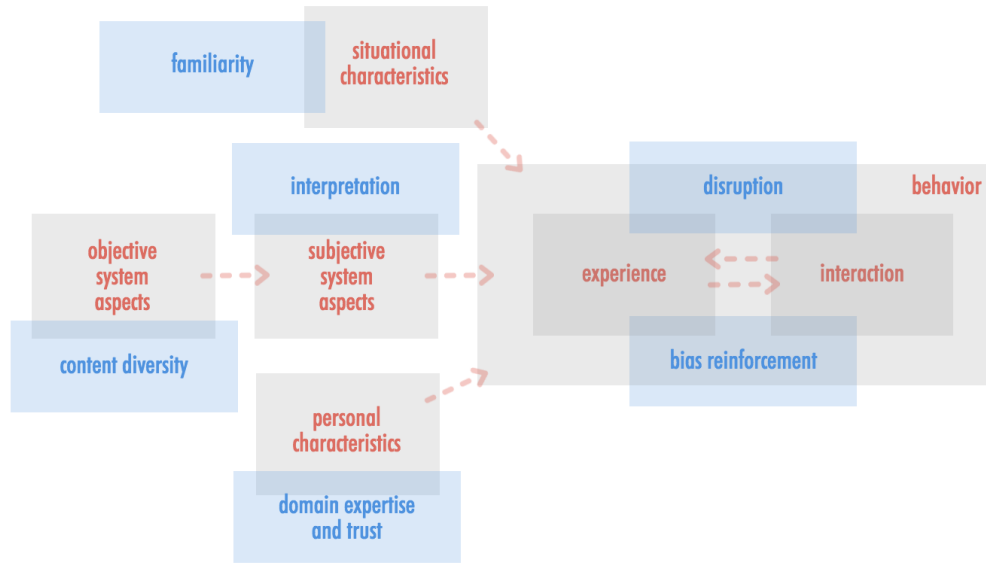 familiarity
situational
characteristics
interpretation
disruption
behavior
objective
system
aspects
subjective
system
aspects
experience
interaction
content diversity
bias reinforcement
personal
characteristics
domain expertise
and trust